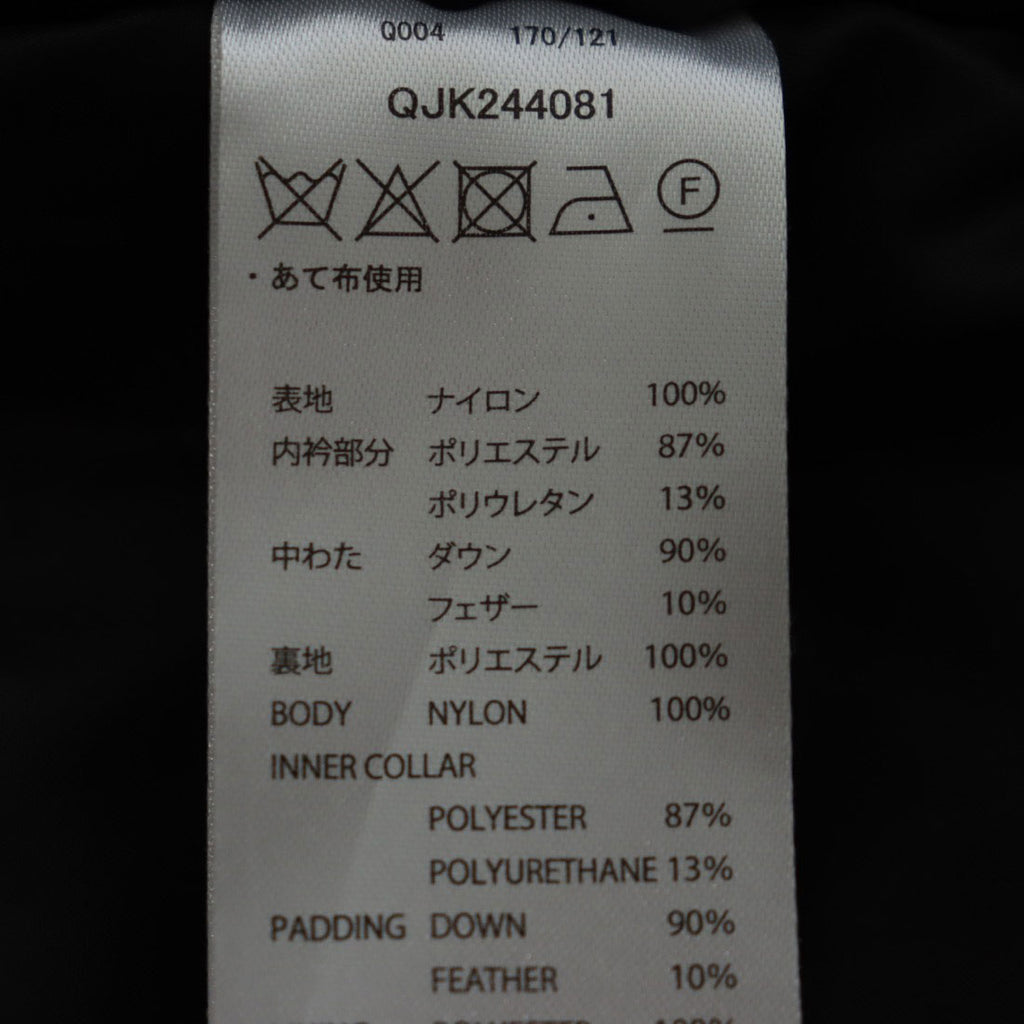 Q004 170/121
QJK244081
F
・あて布使用
表地 ナイロン 100%
内衿部分 ポリエステル 87%
ポリウレタン 13%
中わた ダウン 90%
フェザー 10%
裏地 ポリエステル 100%
BODY NYLON 100%
INNER COLLAR
POLYESTER 87%
POLYURETHANE 13%
PADDING DOWN 90%
FEATHER 10%